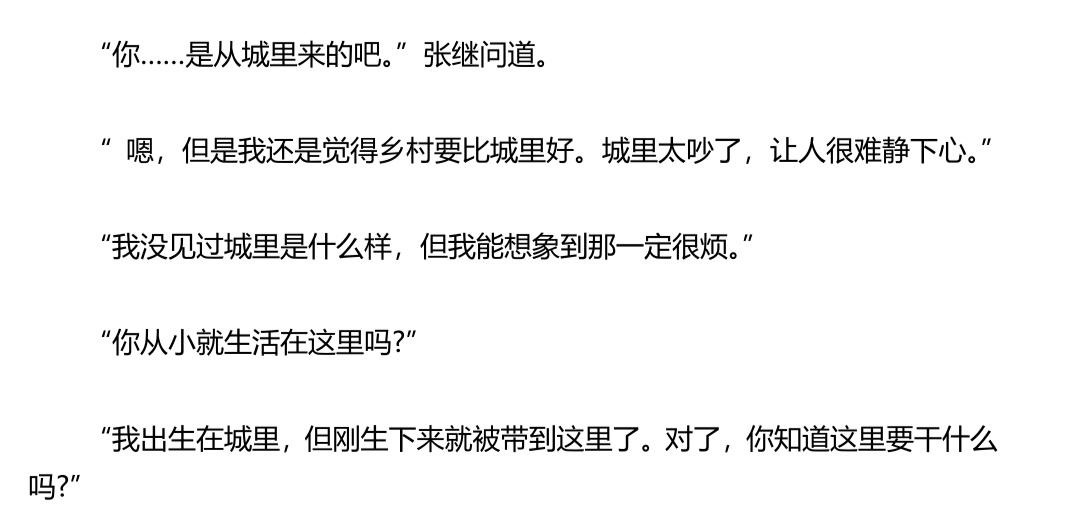 “你……是从城里来的吧。”张继问道。
“ 嗯，但是我还是觉得乡村要比城里好。城里太吵了，让人很难静下心。”
“我没见过城里是什么样，但我能想象到那一定很烦。”
“你从小就生活在这里吗?”
“我出生在城里，但刚生下来就被带到这里了。对了，你知道这里要干什么
吗?”